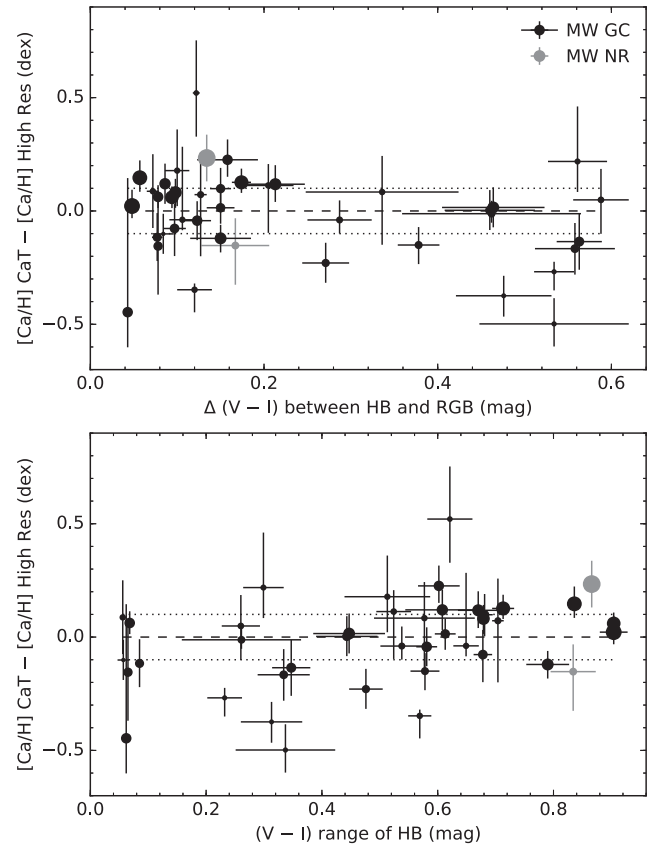 MW GC
MW NR
0.5
0.0
−0.5
[Ca/H] CaT − [Ca/H] High Res (dex)
0.0
0.2
0.4
0.6
Δ (V − I) between HB and RGB (mag)
0.5
0.0
−0.5
[Ca/H] CaT − [Ca/H] High Res (dex)
0.0
0.2
0.4
0.6
0.8
(V − I) range of HB (mag)